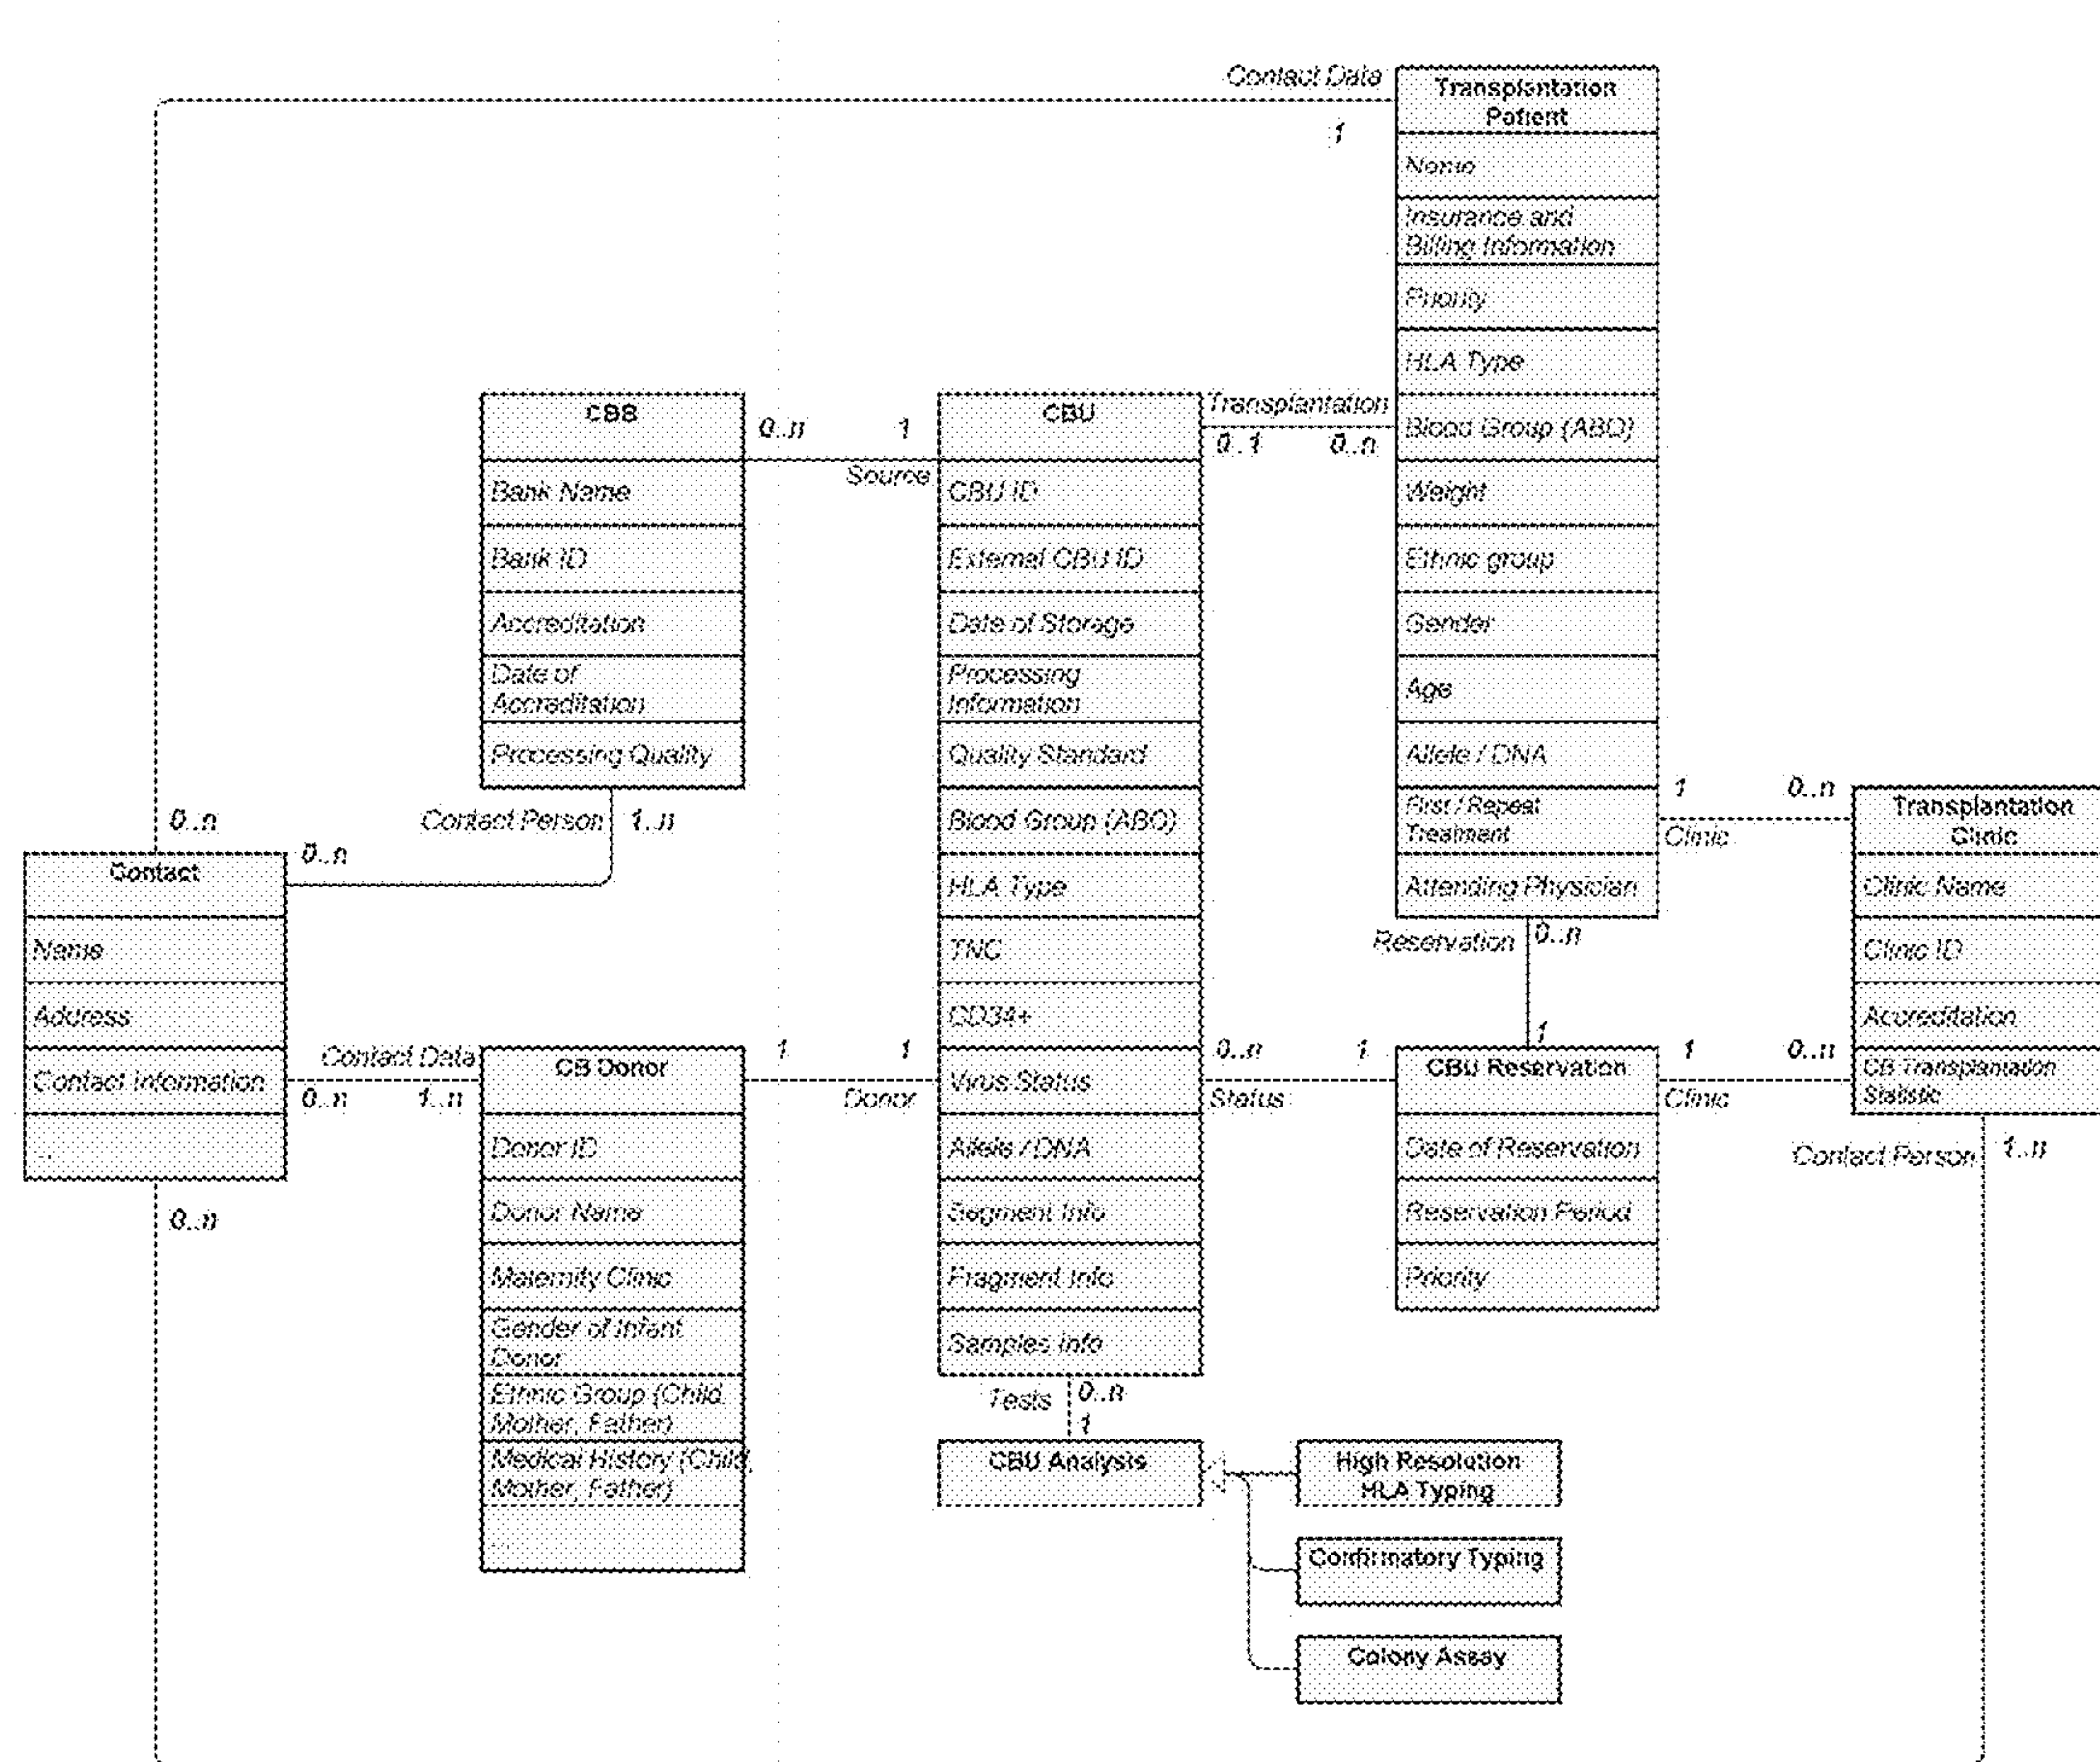 Contact Data
1
Transplantation
Patient
Name
Insurance and
Billing Information
Priority
HLA Type
Blood Group (ABO)
Weight
Ethnic group
Gender
Age
Allele / DNA
First / Repeat
Treatment
Attending Physician
CBB
Bank Name
Bank ID
Accreditation
Date of
Accreditation
Processing Quality
0..n
1
Source
CBU
CBU ID
External CBU ID
Date of Storage
Processing
Information
Quality Standard
Blood Group (ABO)
HLA Type
TNC
CD34+
Virus Status
Allele / DNA
Segment Info
Fragment Info
Samples Info
Transplantation
0..1
0..n
1
0..n
Clinic
Transplantation
Clinic
Clinic Name
Clinic ID
Accreditation
CB Transplantation
Statistic
0..n
Contact Person
1..n
0..n
Contact
Name
Address
Contact Information
...
Reservation
0..n
1
Contact Data
0..n
1..n
CB Donor
Donor ID
Donor Name
Maternity Clinic
Gender of Infant
Donor
Ethnic Group (Child
Mother, Father)
Medical History (Child,
Mother, Father)
...
1
1
Donor
0..n
1
Status
CBU Reservation
Date of Reservation
Reservation Period
Priority
1
0..n
Clinic
Contact Person
1..n
0..n
Tests
0..n
1
CBU Analysis
High Resolution
HLA Typing
Confirmatory Typing
Colony Assay